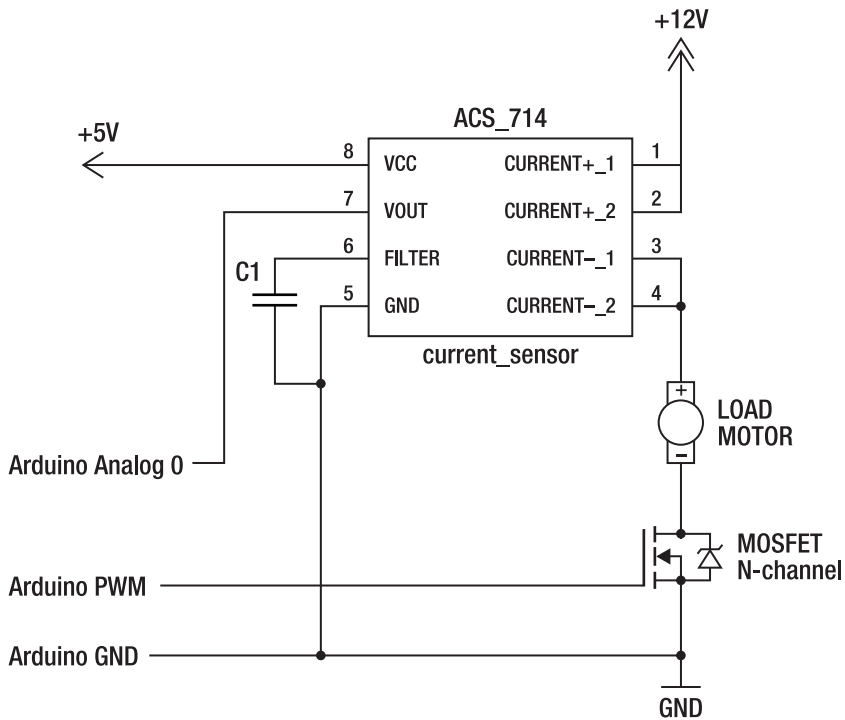 +12V
ACS_714
+5V
8 VCC CURRENT+_1 1
7 VOUT CURRENT+_2 2
6 FILTER CURRENT–_1 3
C1
5 GND CURRENT–_2 4
current_sensor
+
LOAD
MOTOR
–
Arduino Analog 0
MOSFET
N-channel
Arduino PWM
Arduino GND
GND